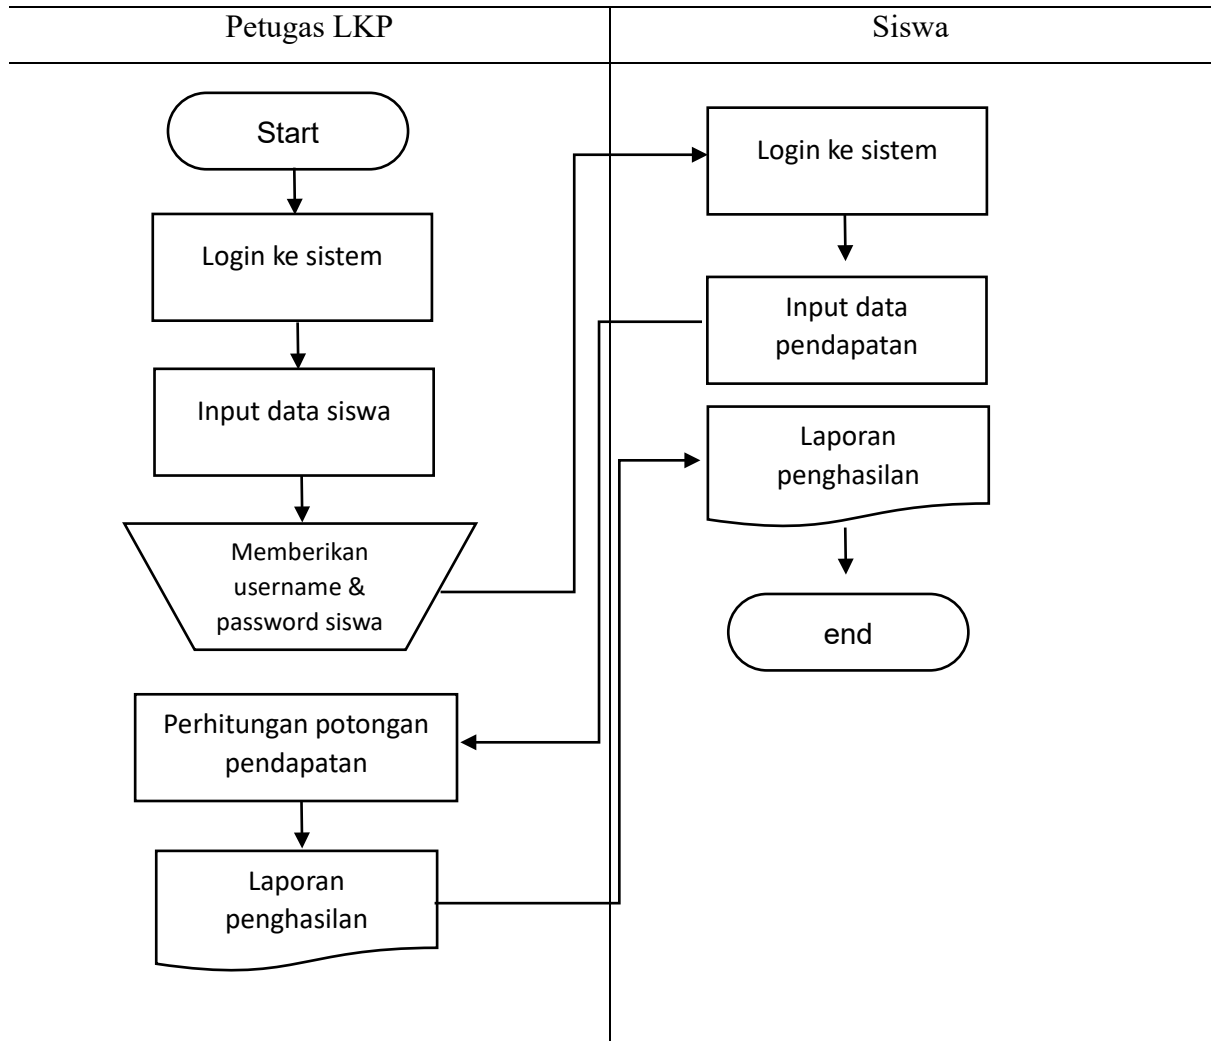 Petugas LKP
Siswa
Start
Login ke sistem
Input data siswa
Memberikan
username &
password siswa
Perhitungan potongan
pendapatan
Laporan
penghasilan
Login ke sistem
Input data
pendapatan
Laporan
penghasilan
end